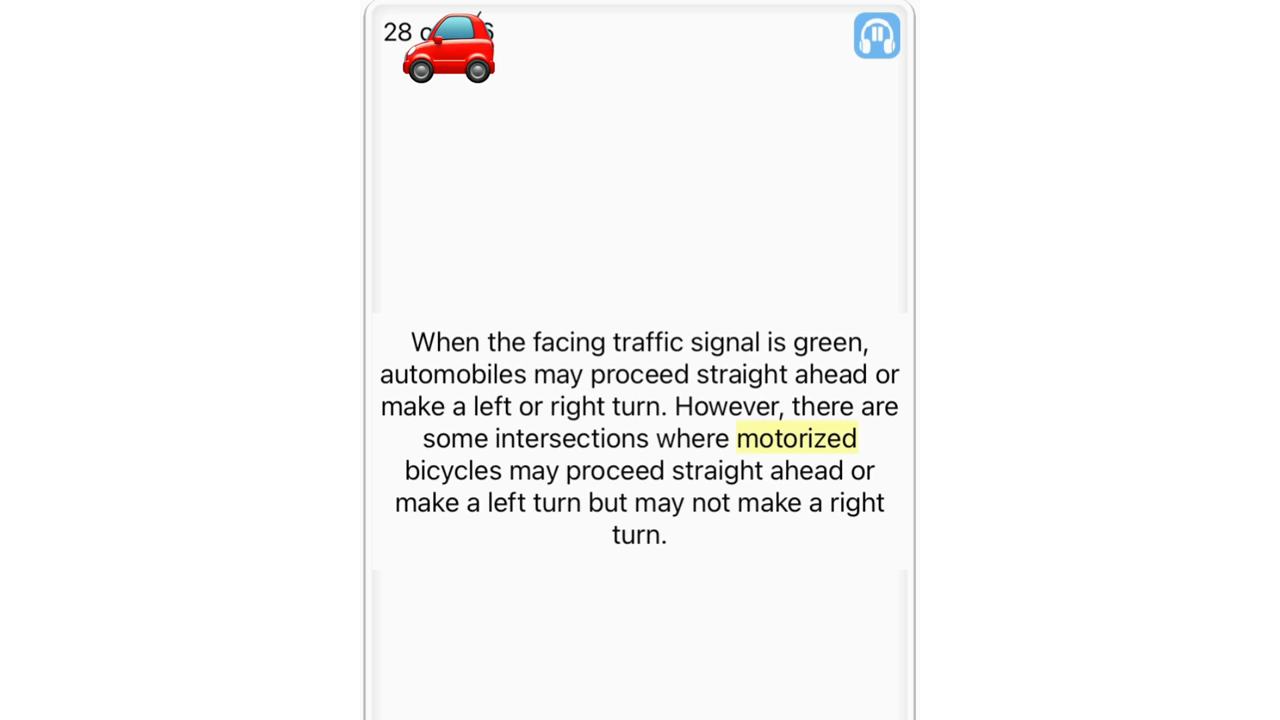 28
When the facing traffic signal is green,
automobiles may proceed straight ahead or
make a left or right turn. However, there are
some intersections where motorized
bicycles may proceed straight ahead or
make a left turn but may not make a right
turn.